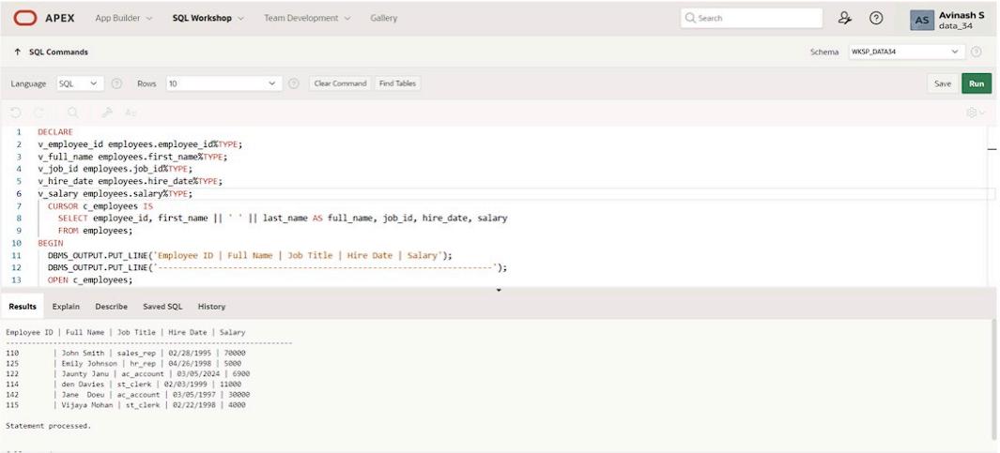 APEX App Builder SQL Workshop Team Development Gallery Search AS Avinash S
data_34
SQL Commands Schema WKSP_DATA34
Language SQL Rows 10 Clear Command Find Tables Save Run
1 DECLARE
2 v_employee_id employees.employee_id%TYPE;
3 v_full_name employees.first_name%TYPE;
4 v_job_id employees.job_id%TYPE;
5 v_hire_date employees.hire_date%TYPE;
6 v_salary employees.salary%TYPE;
7 CURSOR c_employees IS
8 SELECT employee_id, first_name || ' ' || last_name AS full_name, job_id, hire_date, salary
9 FROM employees;
10 BEGIN
11 DBMS_OUTPUT.PUT_LINE('Employee ID | Full Name | Job Title | Hire Date | Salary');
12 DBMS_OUTPUT.PUT_LINE('-------------------------------------------------------------------');
13 OPEN c_employees;
Results Explain Describe Saved SQL History
Employee ID | Full Name | Job Title | Hire Date | Salary
-------------------------------------------------------------------
110 | John Smith | sales_rep | 02/28/1995 | 70000
125 | Emily Johnson | hr_rep | 04/26/1998 | 5000
122 | Jaunty Janu | ac_account | 03/05/2024 | 6900
114 | den Davies | st_clerk | 02/03/1999 | 11000
142 | Jane Doeu | ac_account | 03/05/1997 | 30000
115 | Vijaya Mohan | st_clerk | 02/22/1998 | 4000
Statement processed.